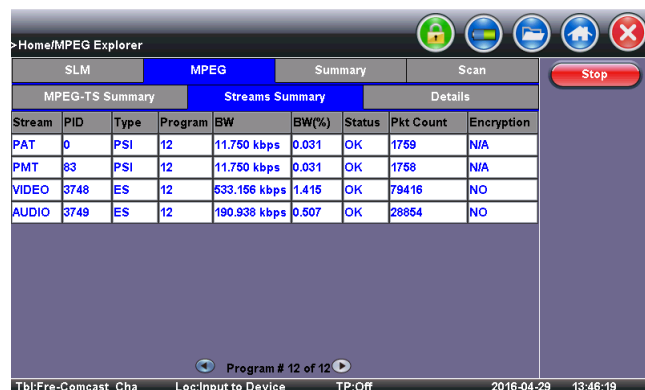 >Home/MPEG Explorer
SLM MPEG Summary Scan
Stop
MPEG-TS Summary Streams Summary Details
Stream PID Type Program BW BW(%) Status Pkt Count Encryption
PAT 0 PSI 12 11.750 kbps 0.031 OK 1759 N/A
PMT 83 PSI 12 11.750 kbps 0.031 OK 1758 N/A
VIDEO 3748 ES 12 533.156 kbps 1.415 OK 79416 NO
AUDIO 3749 ES 12 190.938 kbps 0.507 OK 28854 NO
Program # 12 of 12
Tbl:Fre-Comcast_Cha Loc:Input to Device TP:Off 2016-04-29 13:46:19